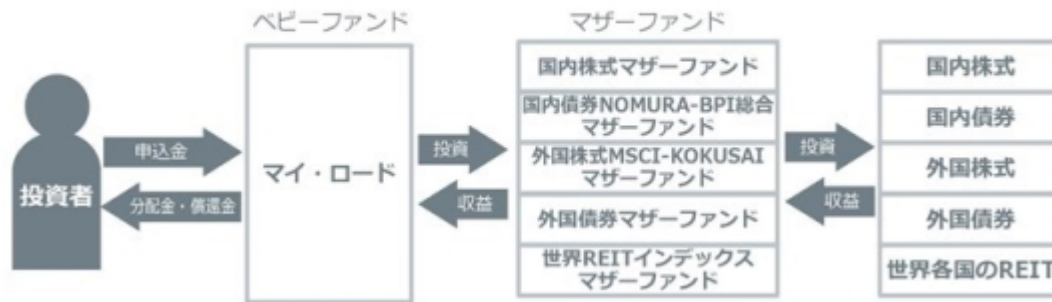 ベビーファンド
マザーファンド
投資者
申込金
分配金・償還金
マイ・ロード
投資
収益
国内株式マザーファンド
国内債券NOMURA-BPI総合
マザーファンド
外国株式MSCI-KOKUSAI
マザーファンド
外国債券マザーファンド
世界REITインデックス
マザーファンド
投資
収益
国内株式
国内債券
外国株式
外国債券
世界各国のREIT